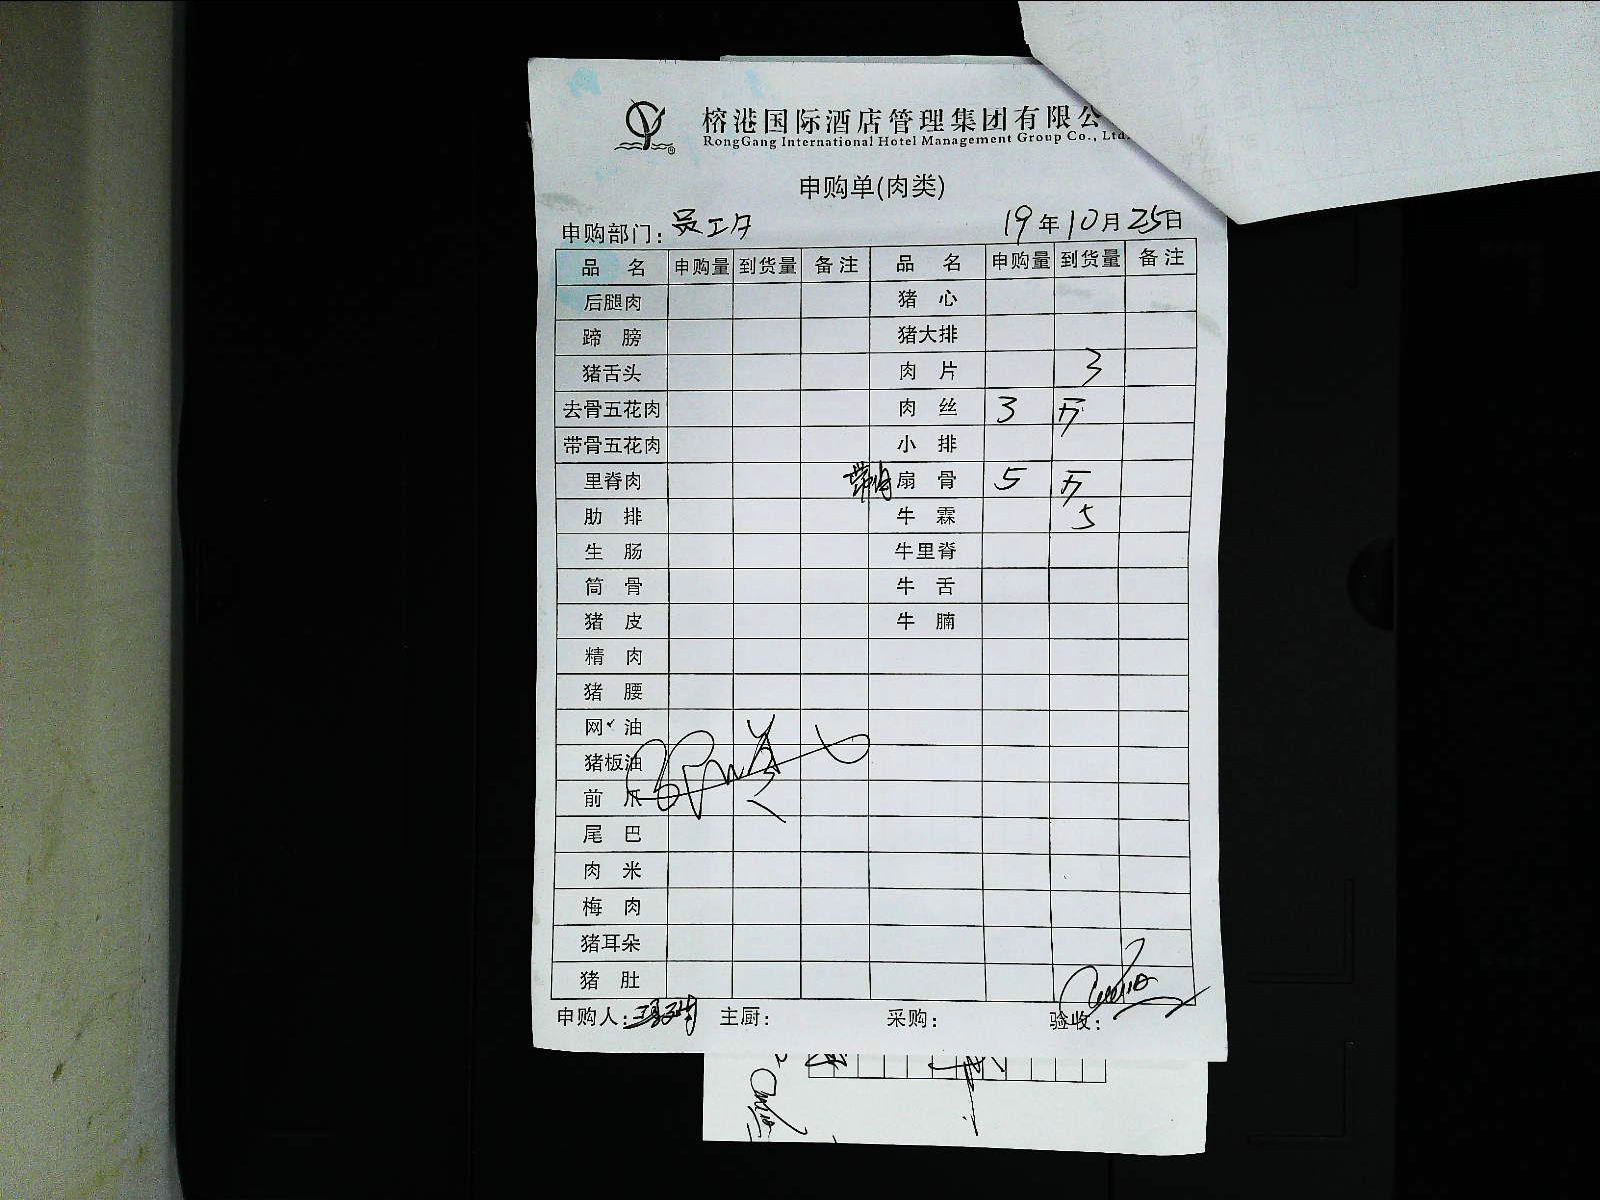 榕港国际酒店管理集团有限公
RongGang International Hotel Management Group Co., Ltd.
申购单(肉类)
申购部门: 员工 19年10月25日
品 名 申购量 到货量 备注 品 名 申购量 到货量 备注
后腿肉 猪 心
蹄 膀 猪大排
猪舌头 肉 片 3
去骨五花肉 肉 丝 3 斤
带骨五花肉 小 排
里脊肉 带肉 扇 骨 5 斤
肋 排 牛 霖 5
生 肠 牛里脊
筒 骨 牛 舌
猪 皮 牛 腩
精 肉
猪 腰
网 油
猪板油
前 爪
尾 巴
肉 米
梅 肉
猪耳朵
猪 肚
申购人: 主厨: 采购: 验收: